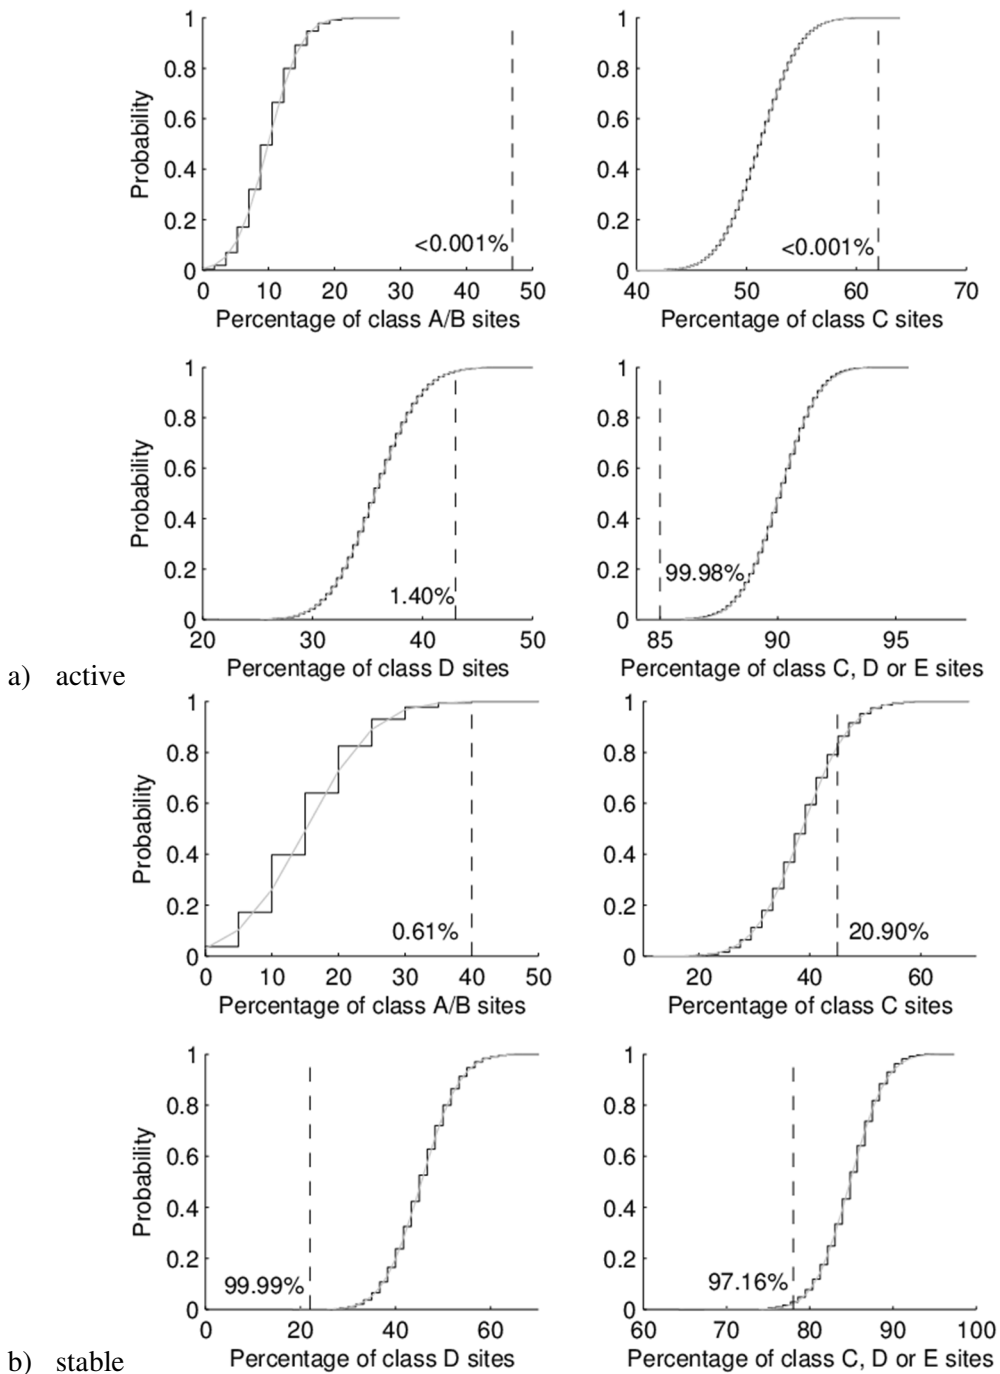 1
0.8
0.6
0.4
0.2
0
Probability
<0.001%
0 10 20 30 40 50
Percentage of class A/B sites
1
0.8
0.6
0.4
0.2
0
<0.001%
40 50 60 70
Percentage of class C sites
1
0.8
0.6
0.4
0.2
0
Probability
1.40%
20 30 40 50
Percentage of class D sites
1
0.8
0.6
0.4
0.2
0
99.98%
85 90 95
Percentage of class C, D or E sites
a) active
1
0.8
0.6
0.4
0.2
0
Probability
0.61%
0 10 20 30 40 50
Percentage of class A/B sites
1
0.8
0.6
0.4
0.2
0
20.90%
20 40 60
Percentage of class C sites
1
0.8
0.6
0.4
0.2
0
Probability
99.99%
0 20 40 60
Percentage of class D sites
1
0.8
0.6
0.4
0.2
0
97.16%
60 70 80 90 100
Percentage of class C, D or E sites
b) stable